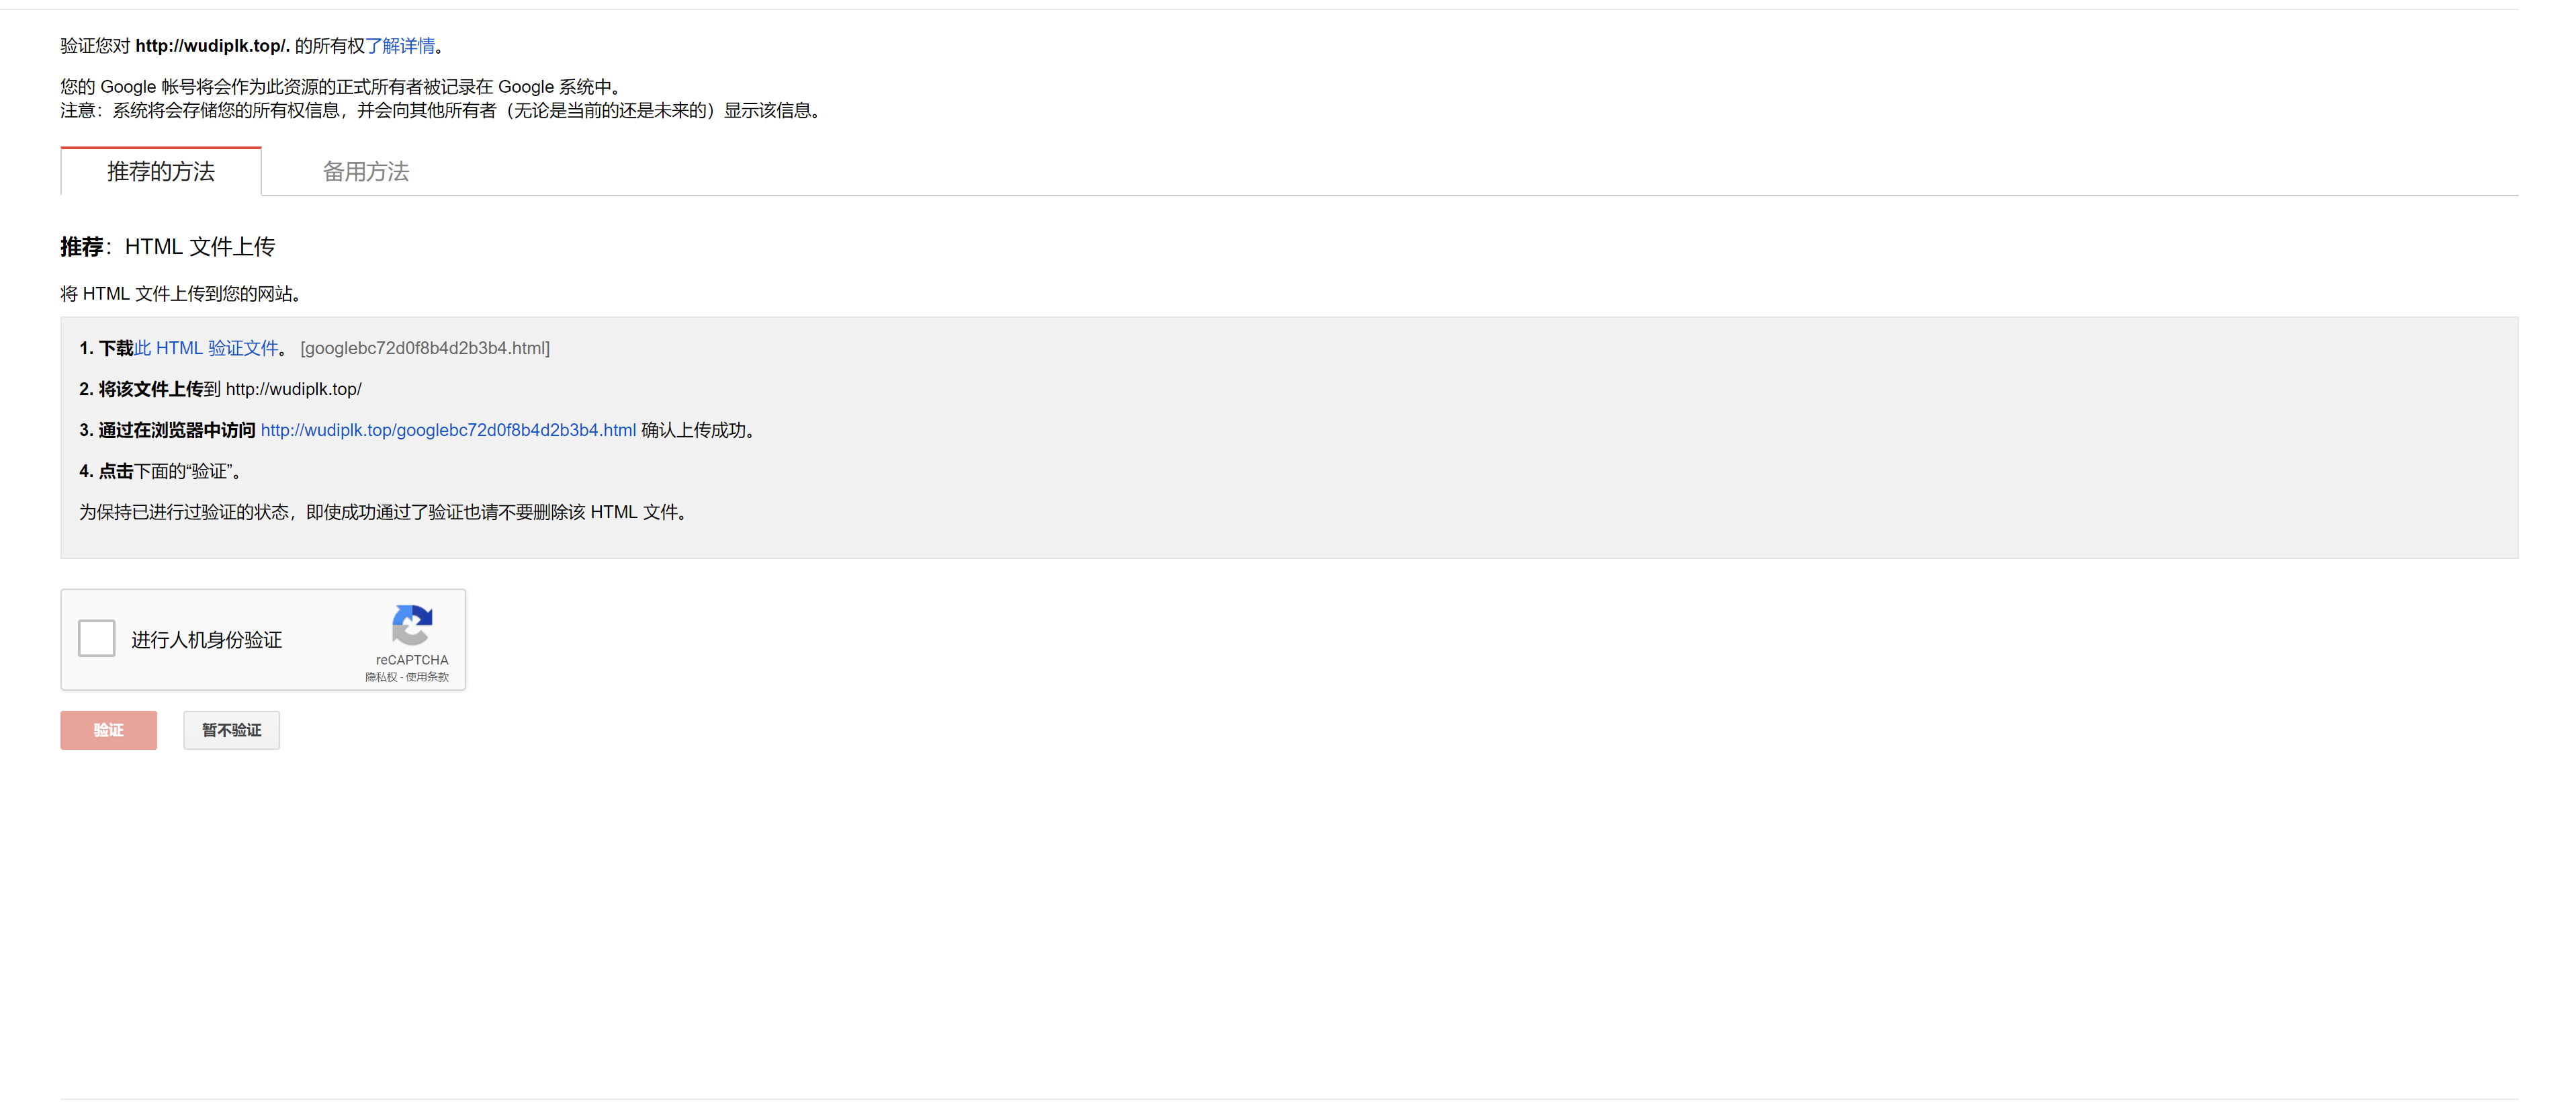 验证您对 http://wudiplk.top/. 的所有权了解详情。
您的 Google 帐号将会作为此资源的正式所有者被记录在 Google 系统中。
注意：系统将会存储您的所有权信息，并会向其他所有者（无论是当前的还是未来的）显示该信息。
推荐的方法 备用方法
推荐：HTML 文件上传
将 HTML 文件上传到您的网站。
1. 下载此 HTML 验证文件。 [googlebc72d0f8b4d2b3b4.html]
2. 将该文件上传到 http://wudiplk.top/
3. 通过在浏览器中访问 http://wudiplk.top/googlebc72d0f8b4d2b3b4.html 确认上传成功。
4. 点击下面的“验证”。
为保持已进行过验证的状态，即使成功通过了验证也请不要删除该 HTML 文件。
进行人机身份验证
reCAPTCHA
隐私权 - 使用条款
验证 暂不验证